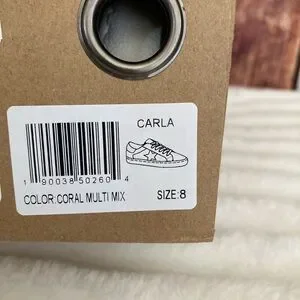 CARLA
1 90038 50260 4
COLOR:CORAL MULTI MIX
SIZE:8